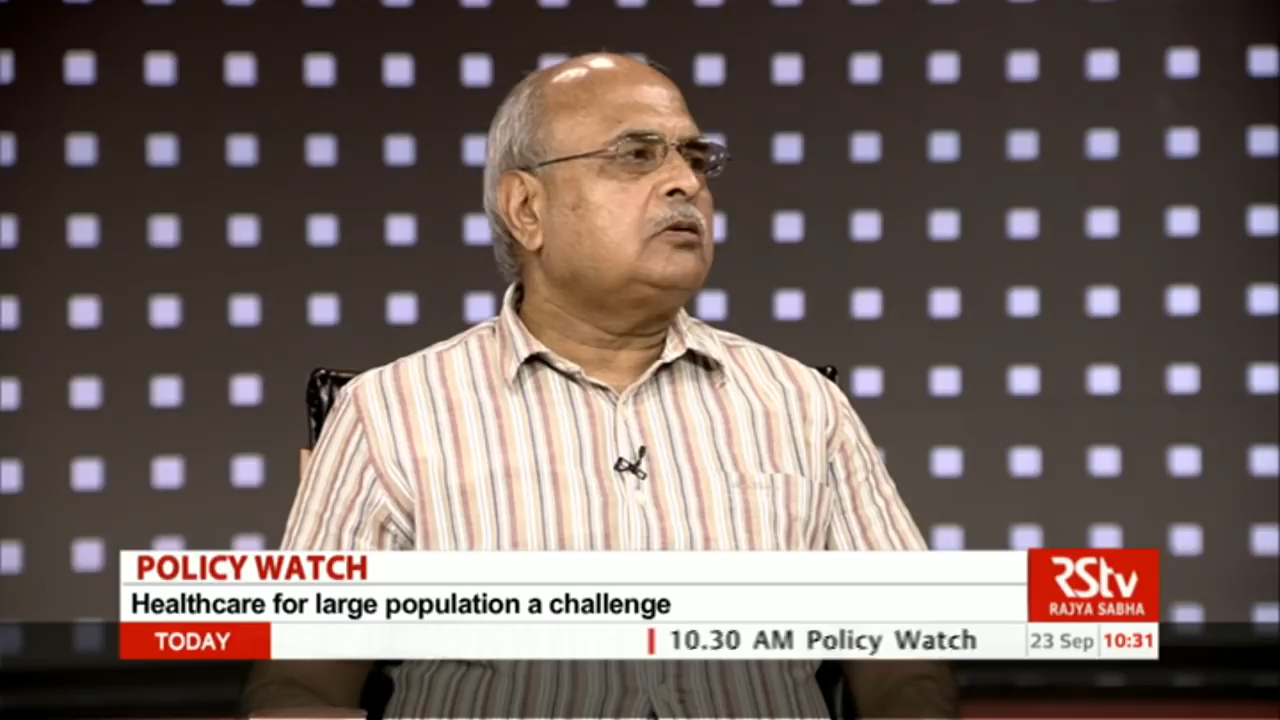 POLICY WATCH
Healthcare for large population a challenge
RSTV
RAJYA SABHA
TODAY
10.30 AM Policy Watch
23 Sep 10:31